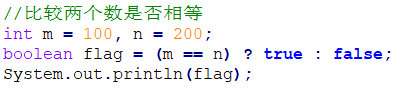 //比较两个数是否相等
int m = 100, n = 200;
boolean flag = (m == n) ? true : false;
System.out.println(flag);